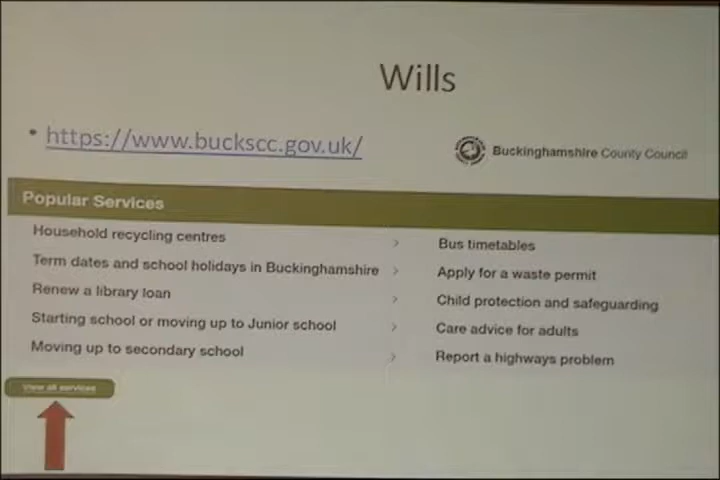 Wills
• https://www.buckscc.gov.uk/
Buckinghamshire County Council
Popular Services
Household recycling centres
Term dates and school holidays in Buckinghamshire
Renew a library loan
Starting school or moving up to Junior school
Moving up to secondary school
Bus timetables
Apply for a waste permit
Child protection and safeguarding
Care advice for adults
Report a highways problem
View all services